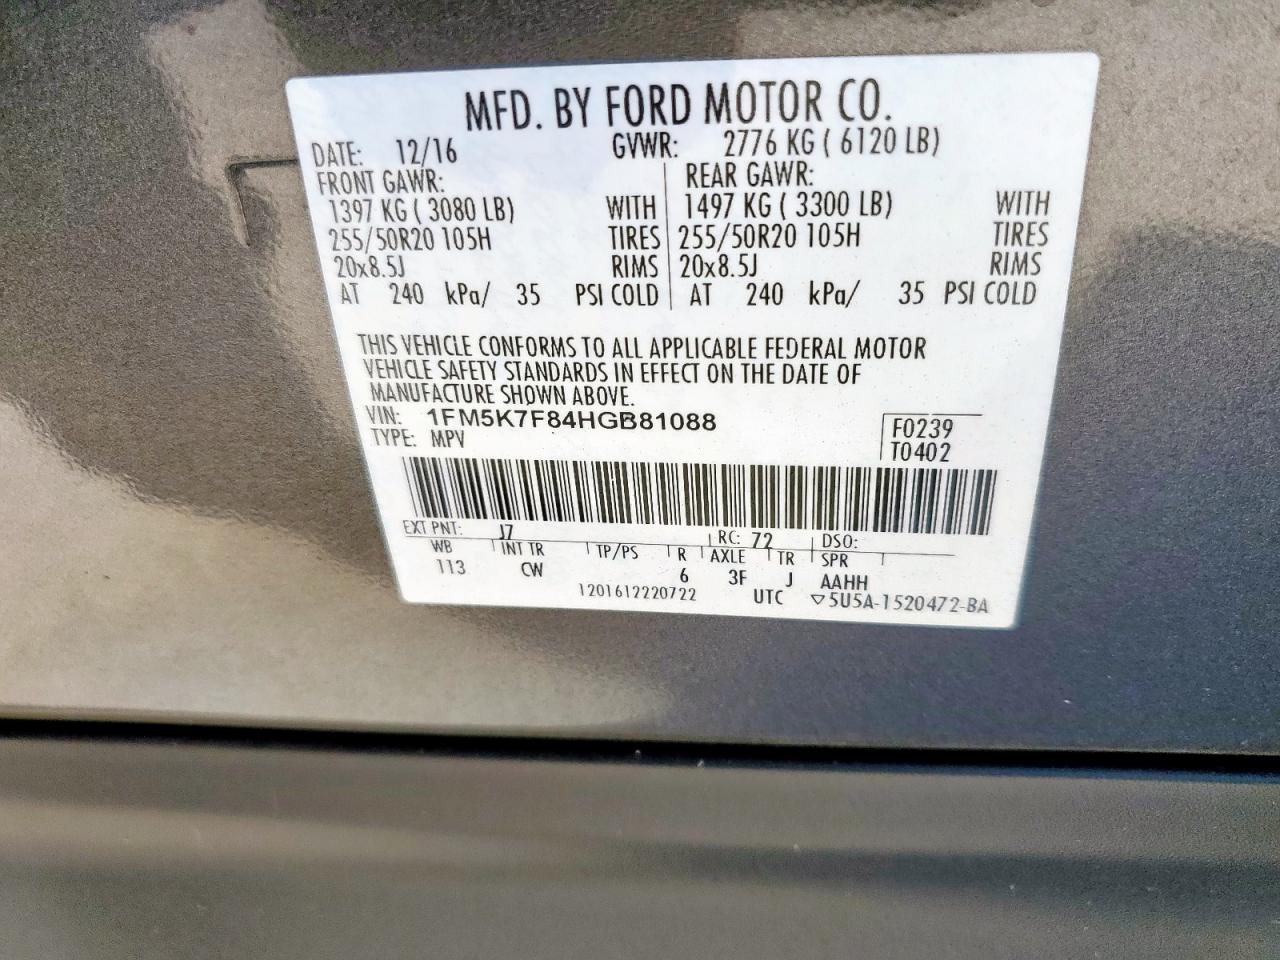 MFD. BY FORD MOTOR CO.
DATE: 12/16 GVWR: 2776 KG ( 6120 LB)
FRONT GAWR: REAR GAWR:
1397 KG ( 3080 LB) WITH 1497 KG ( 3300 LB) WITH
255/50R20 105H TIRES 255/50R20 105H TIRES
20x8.5J RIMS 20x8.5J RIMS
AT 240 kPa/ 35 PSI COLD AT 240 kPa/ 35 PSI COLD
THIS VEHICLE CONFORMS TO ALL APPLICABLE FEDERAL MOTOR
VEHICLE SAFETY STANDARDS IN EFFECT ON THE DATE OF
MANUFACTURE SHOWN ABOVE.
VIN: 1FM5K7F84HGB81088 F0239
TYPE: MPV T0402
EXT PNT: J7 RC: 72 DSO:
WB INT TR TP/PS R AXLE TR SPR
113 CW 6 3F J AAHH
1201612220722 UTC ▽5U5A-1520472-BA